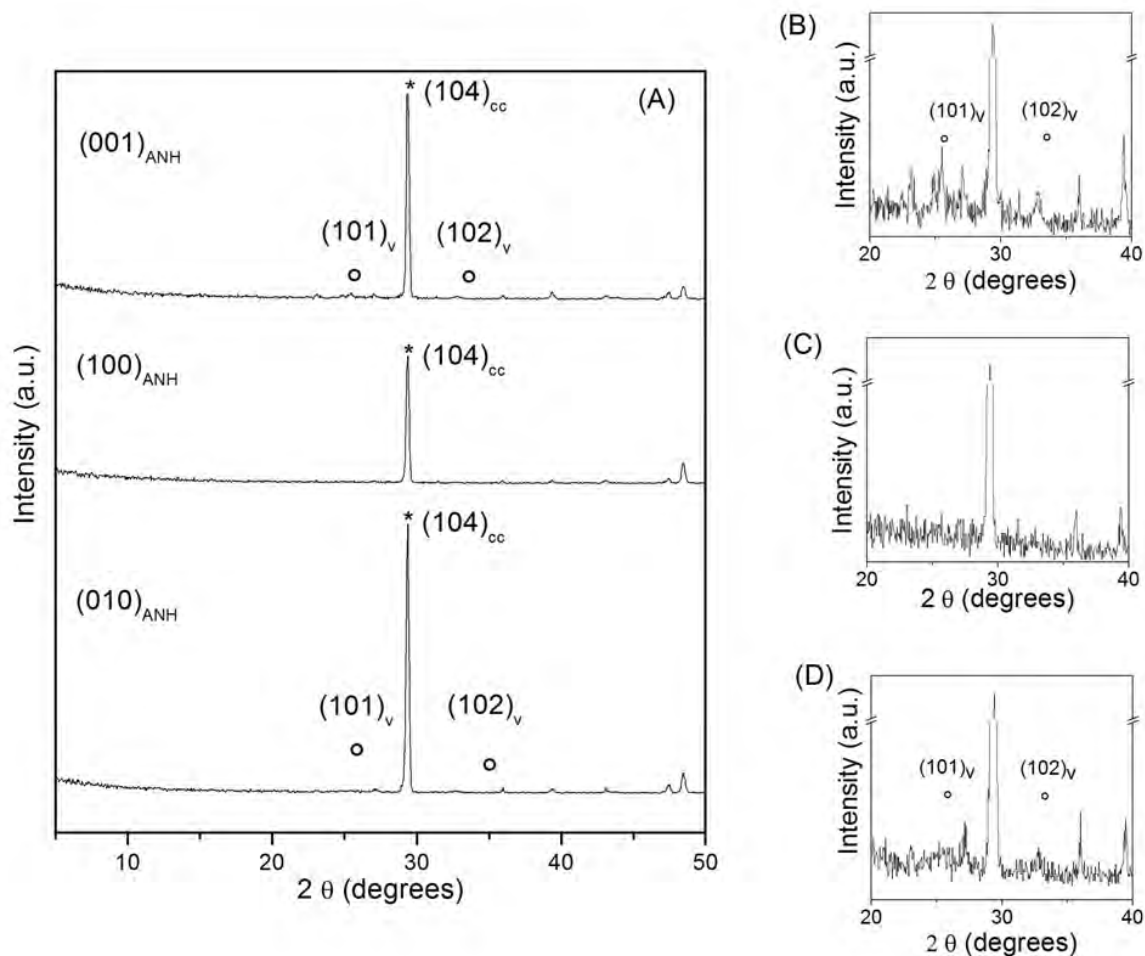 (A)
* (104)cc
(001)ANH
(101)v
(102)v
* (104)cc
(100)ANH
* (104)cc
(010)ANH
(101)v
(102)v
Intensity (a.u.)
10 20 30 40 50
2 θ (degrees)
(B)
(101)v
(102)v
Intensity (a.u.)
20 30 40
2 θ (degrees)
(C)
Intensity (a.u.)
20 30 40
2 θ (degrees)
(D)
(101)v
(102)v
Intensity (a.u.)
20 30 40
2 θ (degrees)